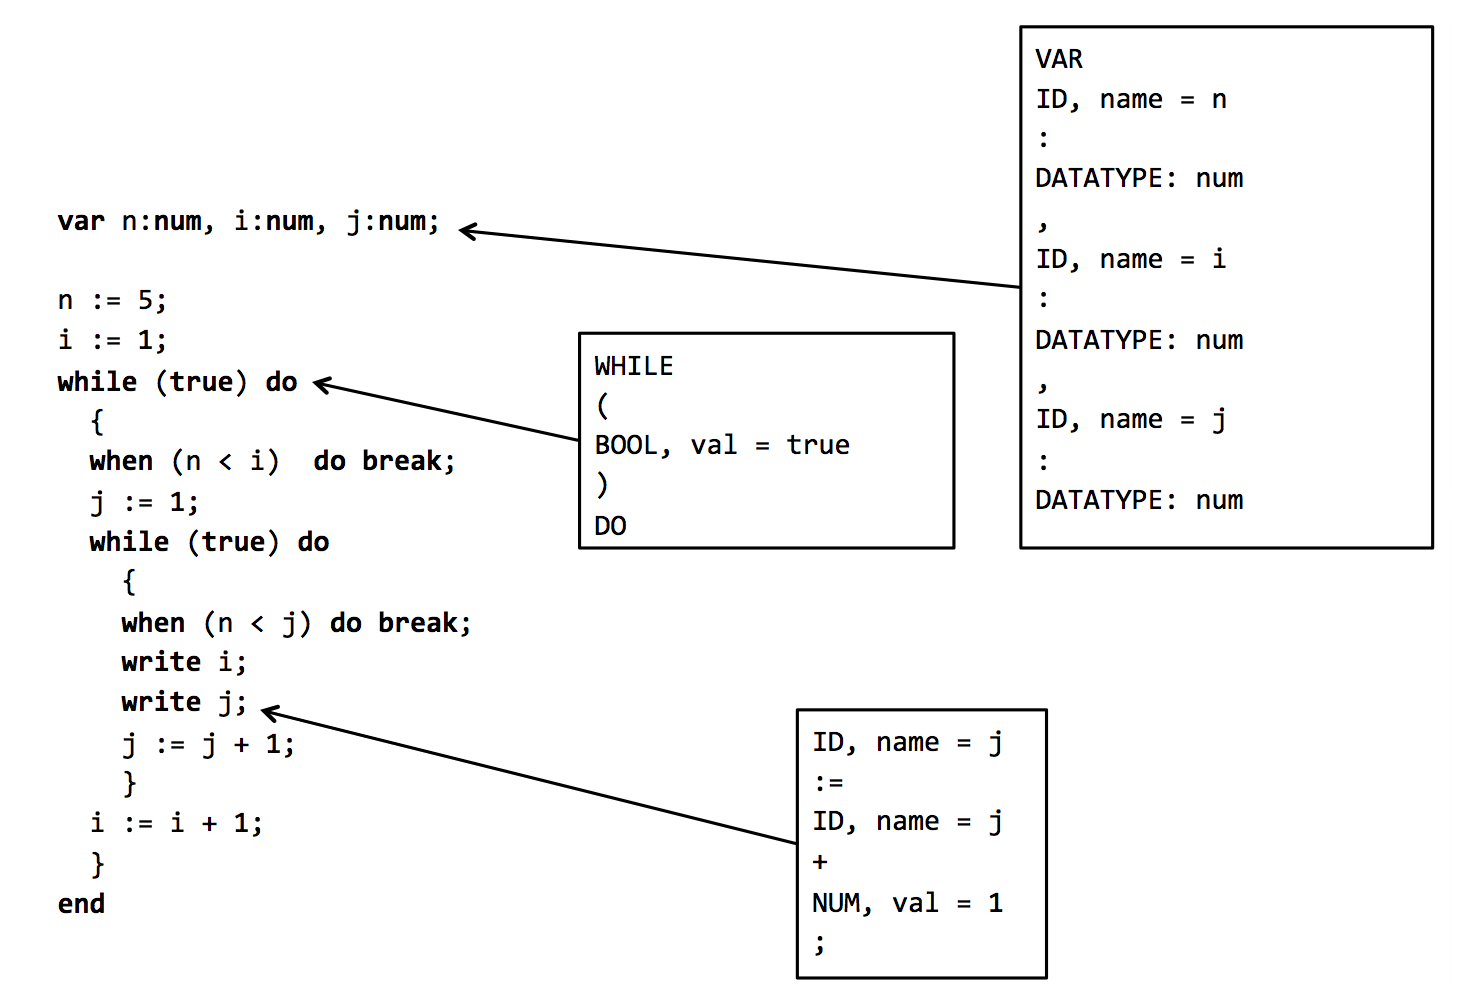 var n:num, i:num, j:num;
n := 5;
i := 1;
while (true) do
{
when (n < i)  do break;
j := 1;
while (true) do
{
when (n < j) do break;
write i;
write j;
j := j + 1;
}
i := i + 1;
}
end
WHILE
(
BOOL, val = true
)
DO
VAR
ID, name = n
:
DATATYPE: num
,
ID, name = i
:
DATATYPE: num
,
ID, name = j
:
DATATYPE: num
ID, name = j
:=
ID, name = j
+
NUM, val = 1
;